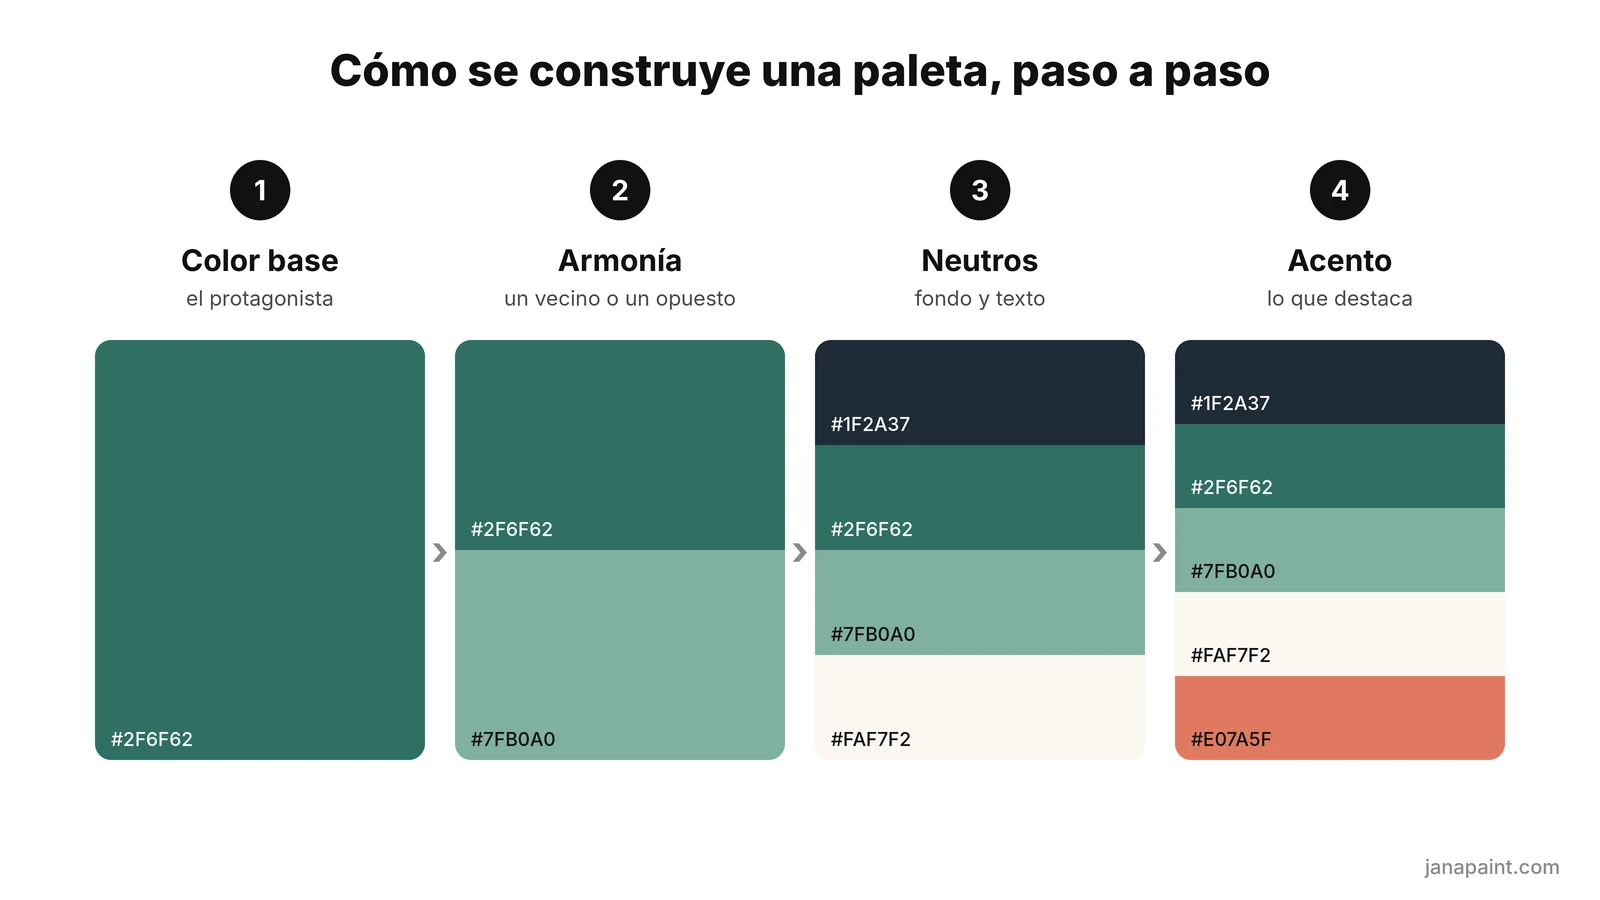 Cómo se construye una paleta, paso a paso
1
Color base
el protagonista
#2F6F62
2
Armonía
un vecino o un opuesto
#2F6F62
#7FB0A0
3
Neutros
fondo y texto
#1F2A37
#2F6F62
#7FB0A0
#FAF7F2
4
Acento
lo que destaca
#1F2A37
#2F6F62
#7FB0A0
#FAF7F2
#E07A5F
janapaint.com